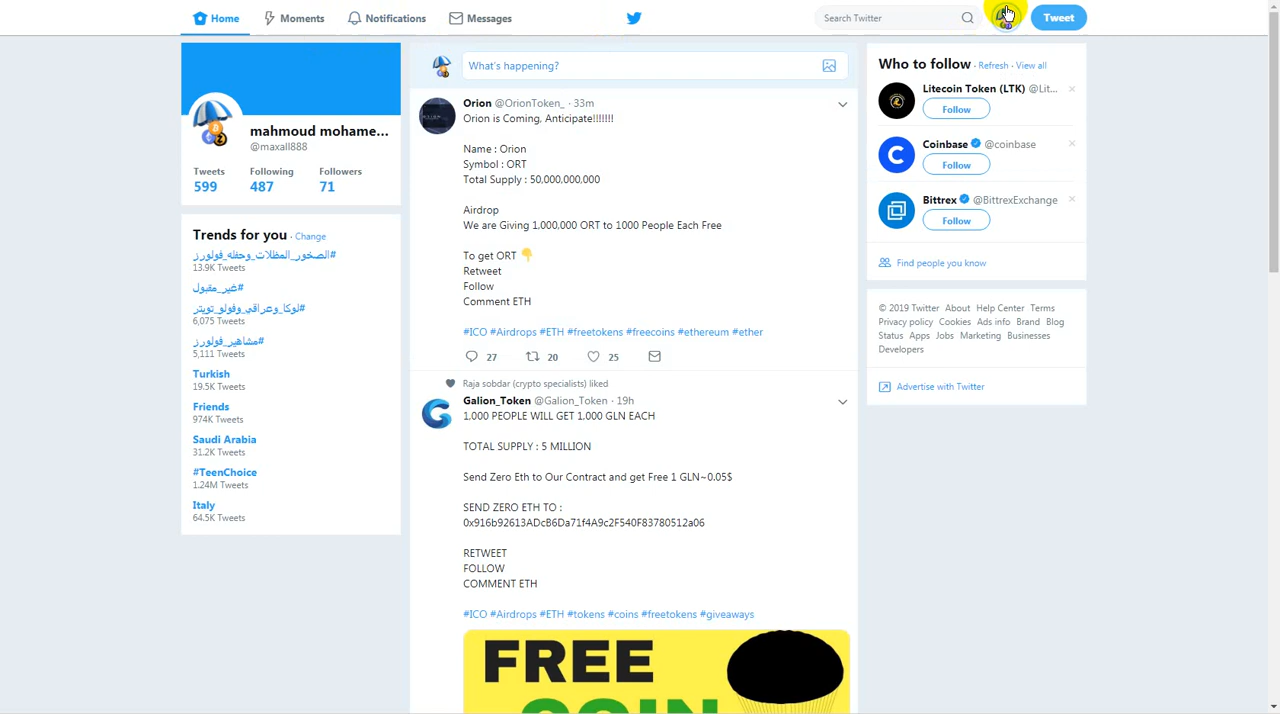 Home
Moments
Notifications
Messages
Search Twitter
Tweet
mahmoud mohame...
@maxall888
Tweets Following Followers
599 487 71
Trends for you · Change
#الصخور_المظلات_وحفله_فولورز
13.9K Tweets
#غير_مقبول
#لوكا_وعراقي_وفولو_تويتر
6,075 Tweets
#مشاهير_فولورز
5,111 Tweets
Turkish
19.5K Tweets
Friends
974K Tweets
Saudi Arabia
31.2K Tweets
#TeenChoice
1.24M Tweets
Italy
64.5K Tweets
What's happening?
Orion @OrionToken_ · 33m
Orion is Coming, Anticipate!!!!!!!
Name : Orion
Symbol : ORT
Total Supply : 50,000,000,000
Airdrop
We are Giving 1,000,000 ORT to 1000 People Each Free
To get ORT 👇
Retweet
Follow
Comment ETH
#ICO #Airdrops #ETH #freetokens #freecoins #ethereum #ether
27 20 25
Raja sobdar (crypto specialists) liked
Galion_Token @Galion_Token · 19h
1,000 PEOPLE WILL GET 1,000 GLN EACH
TOTAL SUPPLY : 5 MILLION
Send Zero Eth to Our Contract and get Free 1 GLN~0.05$
SEND ZERO ETH TO :
0x916b92613ADcB6Da71f4A9c2F540F83780512a06
RETWEET
FOLLOW
COMMENT ETH
#ICO #Airdrops #ETH #tokens #coins #freetokens #giveaways
FREE
COIN
Who to follow · Refresh · View all
Litecoin Token (LTK) @Lit...
Follow
Coinbase @coinbase
Follow
Bittrex @BittrexExchange
Follow
Find people you know
© 2019 Twitter About Help Center Terms
Privacy policy Cookies Ads info Brand Blog
Status Apps Jobs Marketing Businesses
Developers
Advertise with Twitter